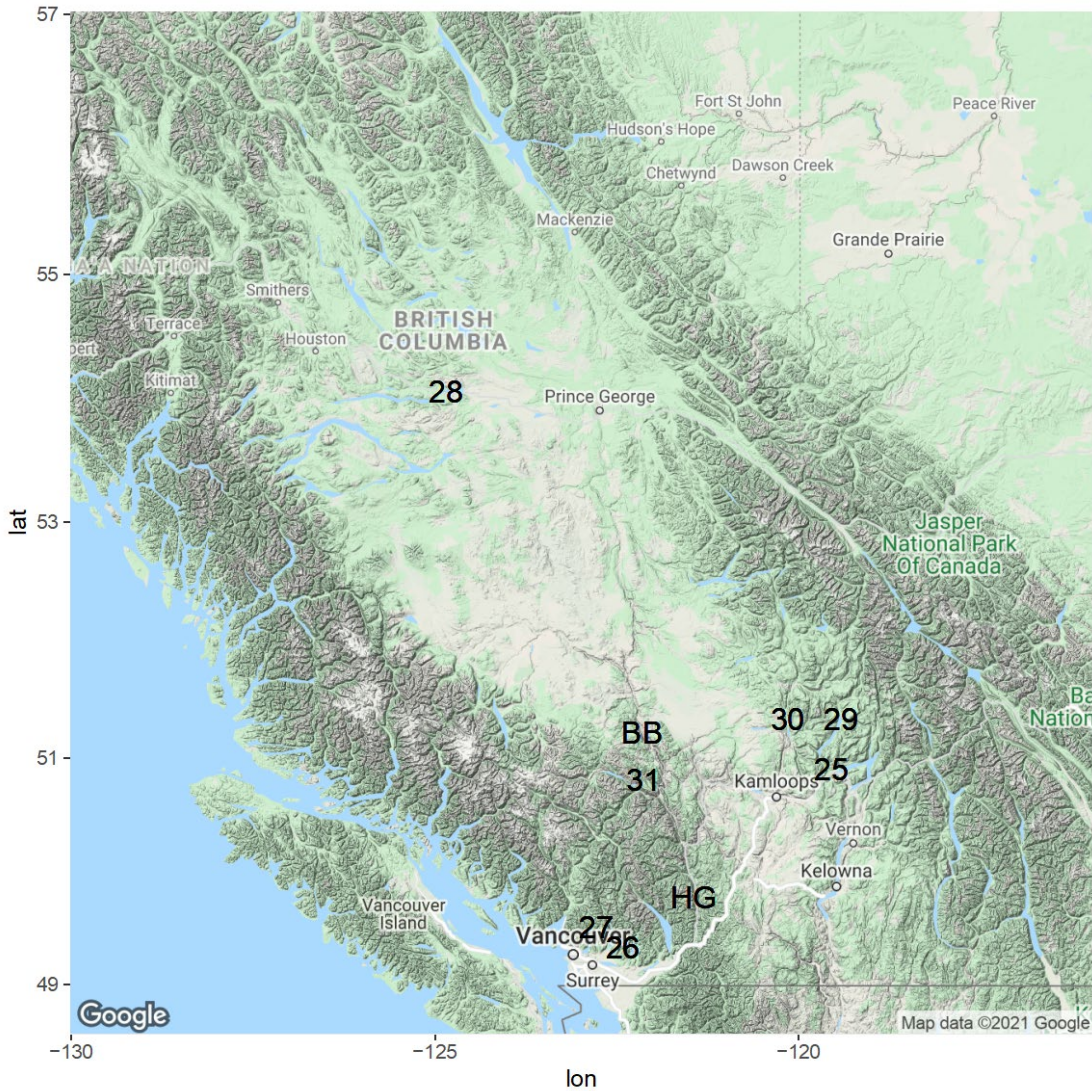 57
Fort St John
Peace River
Hudson's Hope
Chetwynd
Dawson Creek
Mackenzie
Grande Prairie
A'A NATION
55
Smithers
BRITISH
COLUMBIA
Terrace
Houston
pert
Kitimat
28
Prince George
lat
53
Jasper
National Park
Of Canada
B
Nation
BB
30
29
51
31
25
Kamloops
Vernon
Kelowna
HG
Vancouver
Island
27
Vancouver
26
Surrey
49
Google
Map data ©2021 Google
−130
−125
−120
lon